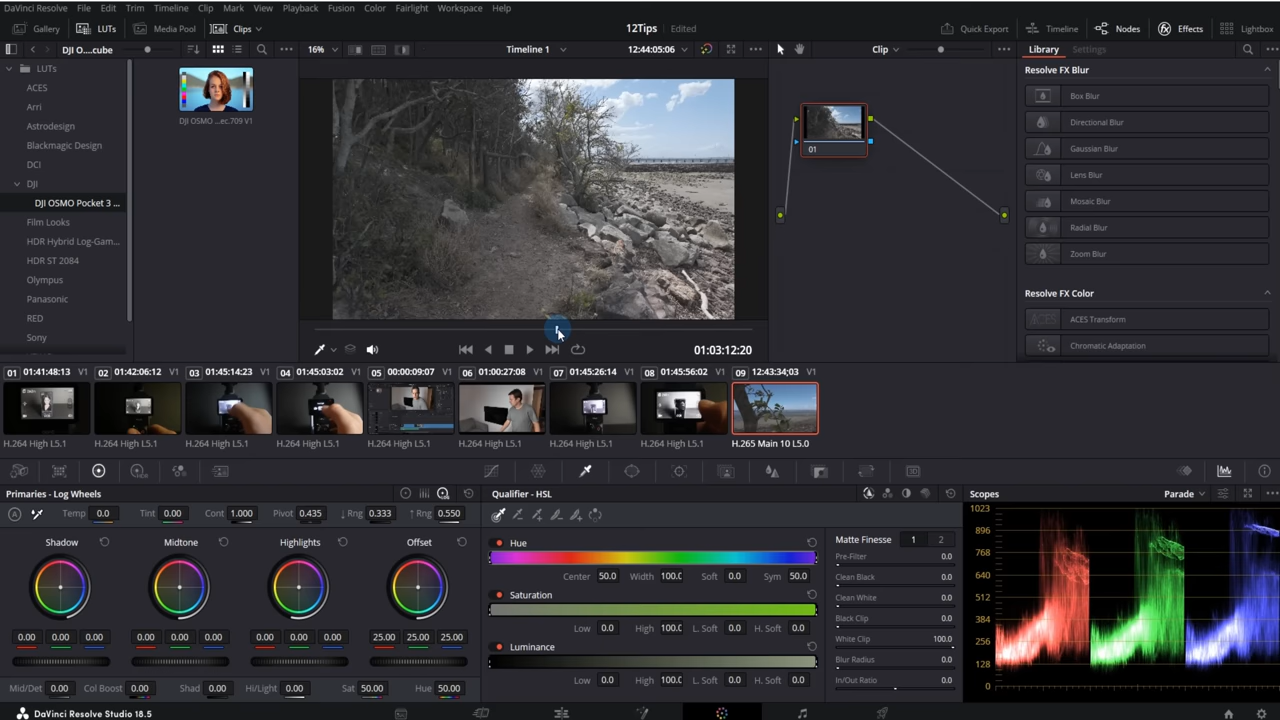 DaVinci Resolve File Edit Trim Timeline Clip Mark View Playback Fusion Color Fairlight Workspace Help
Gallery LUTs Media Pool Clips 12Tips Edited Quick Export Timeline Nodes Effects Lightbox
DJI O....cube 16% Timeline 1 12:44:05:06 Clip Library Settings
LUTs
ACES
Arri
Astrodesign
Blackmagic Design
DCI
DJI
DJI OSMO Pocket 3 ...
Film Looks
HDR Hybrid Log-Gam...
HDR ST 2084
Olympus
Panasonic
RED
Sony
DJI OSMO ...ec.709 V1
01
Resolve FX Blur
Box Blur
Directional Blur
Gaussian Blur
Lens Blur
Mosaic Blur
Radial Blur
Zoom Blur
Resolve FX Color
ACES Transform
Chromatic Adaptation
01:03:12:20
01 01:41:48:13 V1 02 01:42:06:12 V1 03 01:45:14:23 V1 04 01:45:03:02 V1 05 00:00:09:07 V1 06 01:00:27:08 V1 07 01:45:26:14 V1 08 01:45:56:02 V1 09 12:43:34;03 V1
H.264 High L5.1 H.264 High L5.1 H.264 High L5.1 H.264 High L5.1 H.264 High L5.1 H.264 High L5.1 H.264 High L5.1 H.264 High L5.1 H.265 Main 10 L5.0
Primaries - Log Wheels
Temp 0.0 Tint 0.00 Cont 1.000 Pivot 0.435 ↓ Rng 0.333 ↑ Rng 0.550
Shadow Midtone Highlights Offset
0.00 0.00 0.00 0.00 0.00 0.00 0.00 0.00 0.00 25.00 25.00 25.00
Mid/Det 0.00 Col Boost 0.00 Shad 0.00 Hi/Light 0.00 Sat 50.00 Hue 50.00
Qualifier - HSL
Hue
Center 50.0 Width 100.0 Soft 0.0 Sym 50.0
Saturation
Low 0.0 High 100.0 L. Soft 0.0 H. Soft 0.0
Luminance
Low 0.0 High 100.0 L. Soft 0.0 H. Soft 0.0
Matte Finesse 1 2
Pre-Filter 0.0
Clean Black 0.0
Clean White 0.0
Black Clip 0.0
White Clip 100.0
Blur Radius 0.0
In/Out Ratio 0.0
Scopes Parade
1023
896
768
640
512
384
256
128
0
DaVinci Resolve Studio 18.5